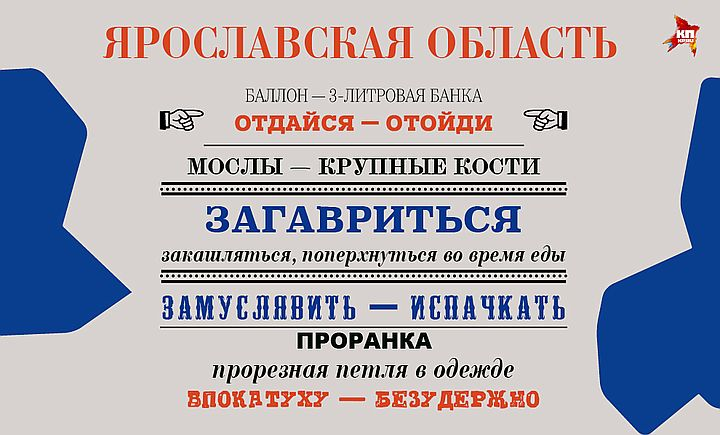 ЯРОСЛАВСКАЯ ОБЛАСТЬ
КП
БАЛЛОН — 3-ЛИТРОВАЯ БАНКА
ОТДАЙСЯ — ОТОЙДИ
МОСЛЫ — КРУПНЫЕ КОСТИ
ЗАГАВРИТЬСЯ
закашляться, поперхнуться во время еды
ЗАМУСЛЯВИТЬ — ИСПАЧКАТЬ
ПРОРАНКА
прорезная петля в одежде
ВПОКАТУХУ — БЕЗУДЕРЖНО